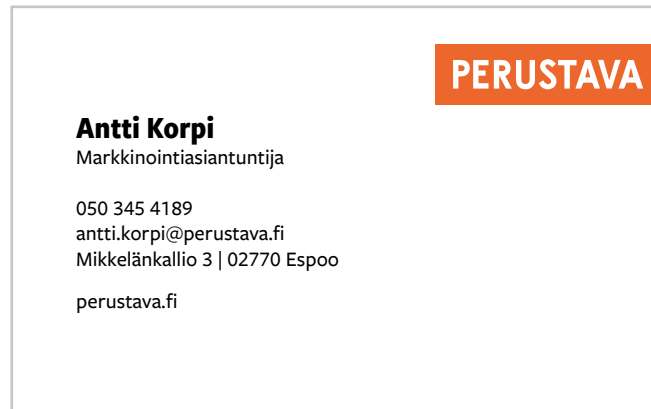 PERUSTAVA
Antti Korpi
Markkinointiasiantuntija
050 345 4189
antti.korpi@perustava.fi
Mikkelänkallio 3 | 02770 Espoo
perustava.fi